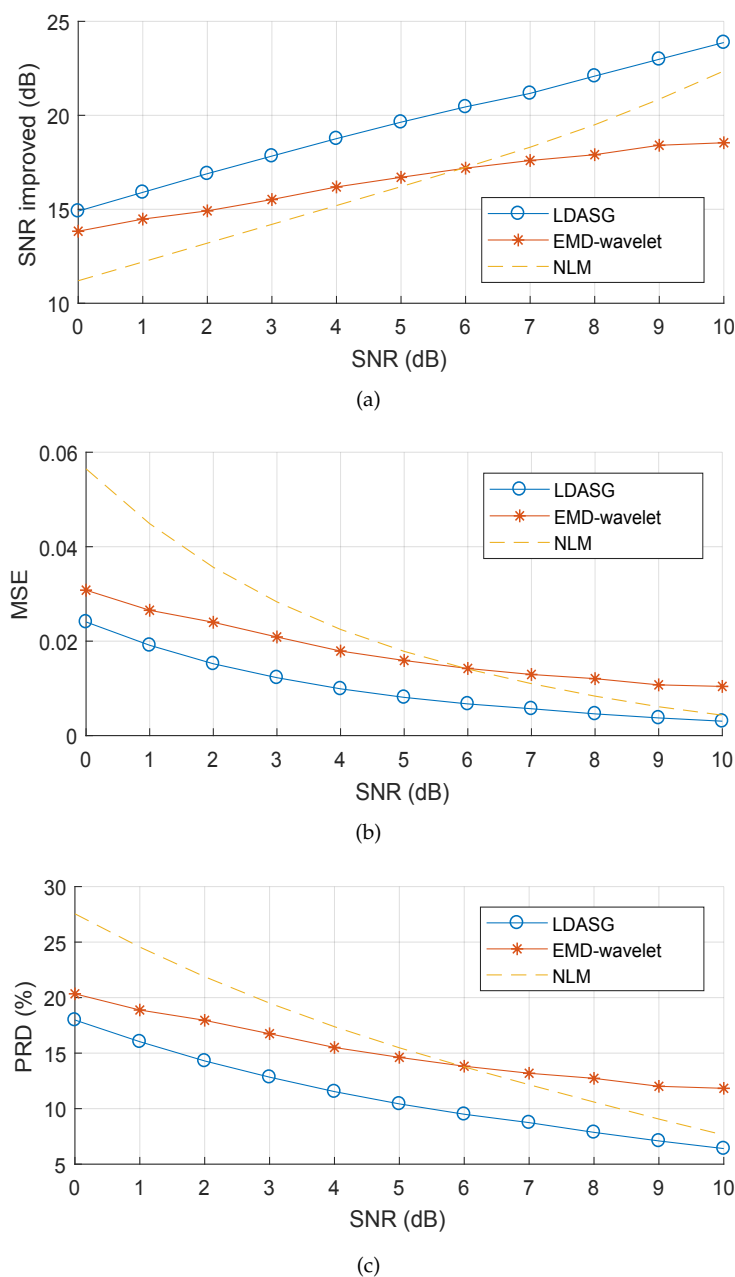 25
20
15
10
SNR improved (dB)
LDASG
EMD-wavelet
NLM
0 1 2 3 4 5 6 7 8 9 10
SNR (dB)
(a)
0.06
0.04
0.02
0
MSE
LDASG
EMD-wavelet
NLM
0 1 2 3 4 5 6 7 8 9 10
SNR (dB)
(b)
30
25
20
15
10
5
PRD (%)
LDASG
EMD-wavelet
NLM
0 1 2 3 4 5 6 7 8 9 10
SNR (dB)
(c)